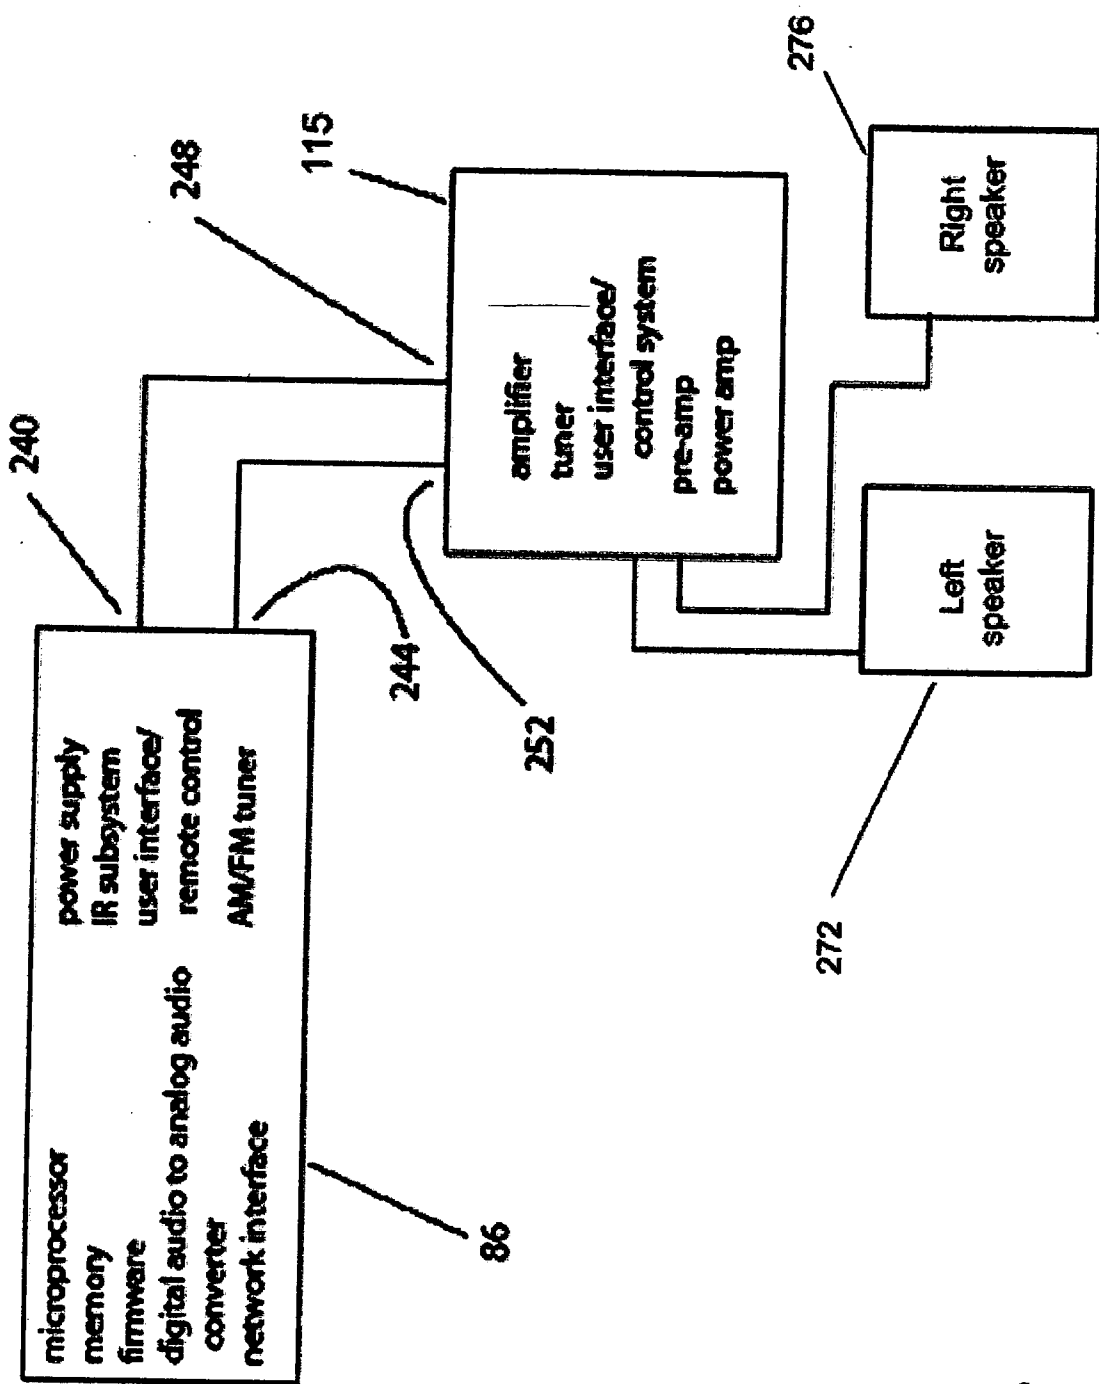 microprocessor
memory
firmware
digital audio to analog audio
converter
network interface
power supply
IR subsystem
user interface/
remote control
AM/FM tuner
86
240
244
248
252
115
amplifier
tuner
user interface/
control system
pre-amp
power amp
272
Left
speaker
276
Right
speaker